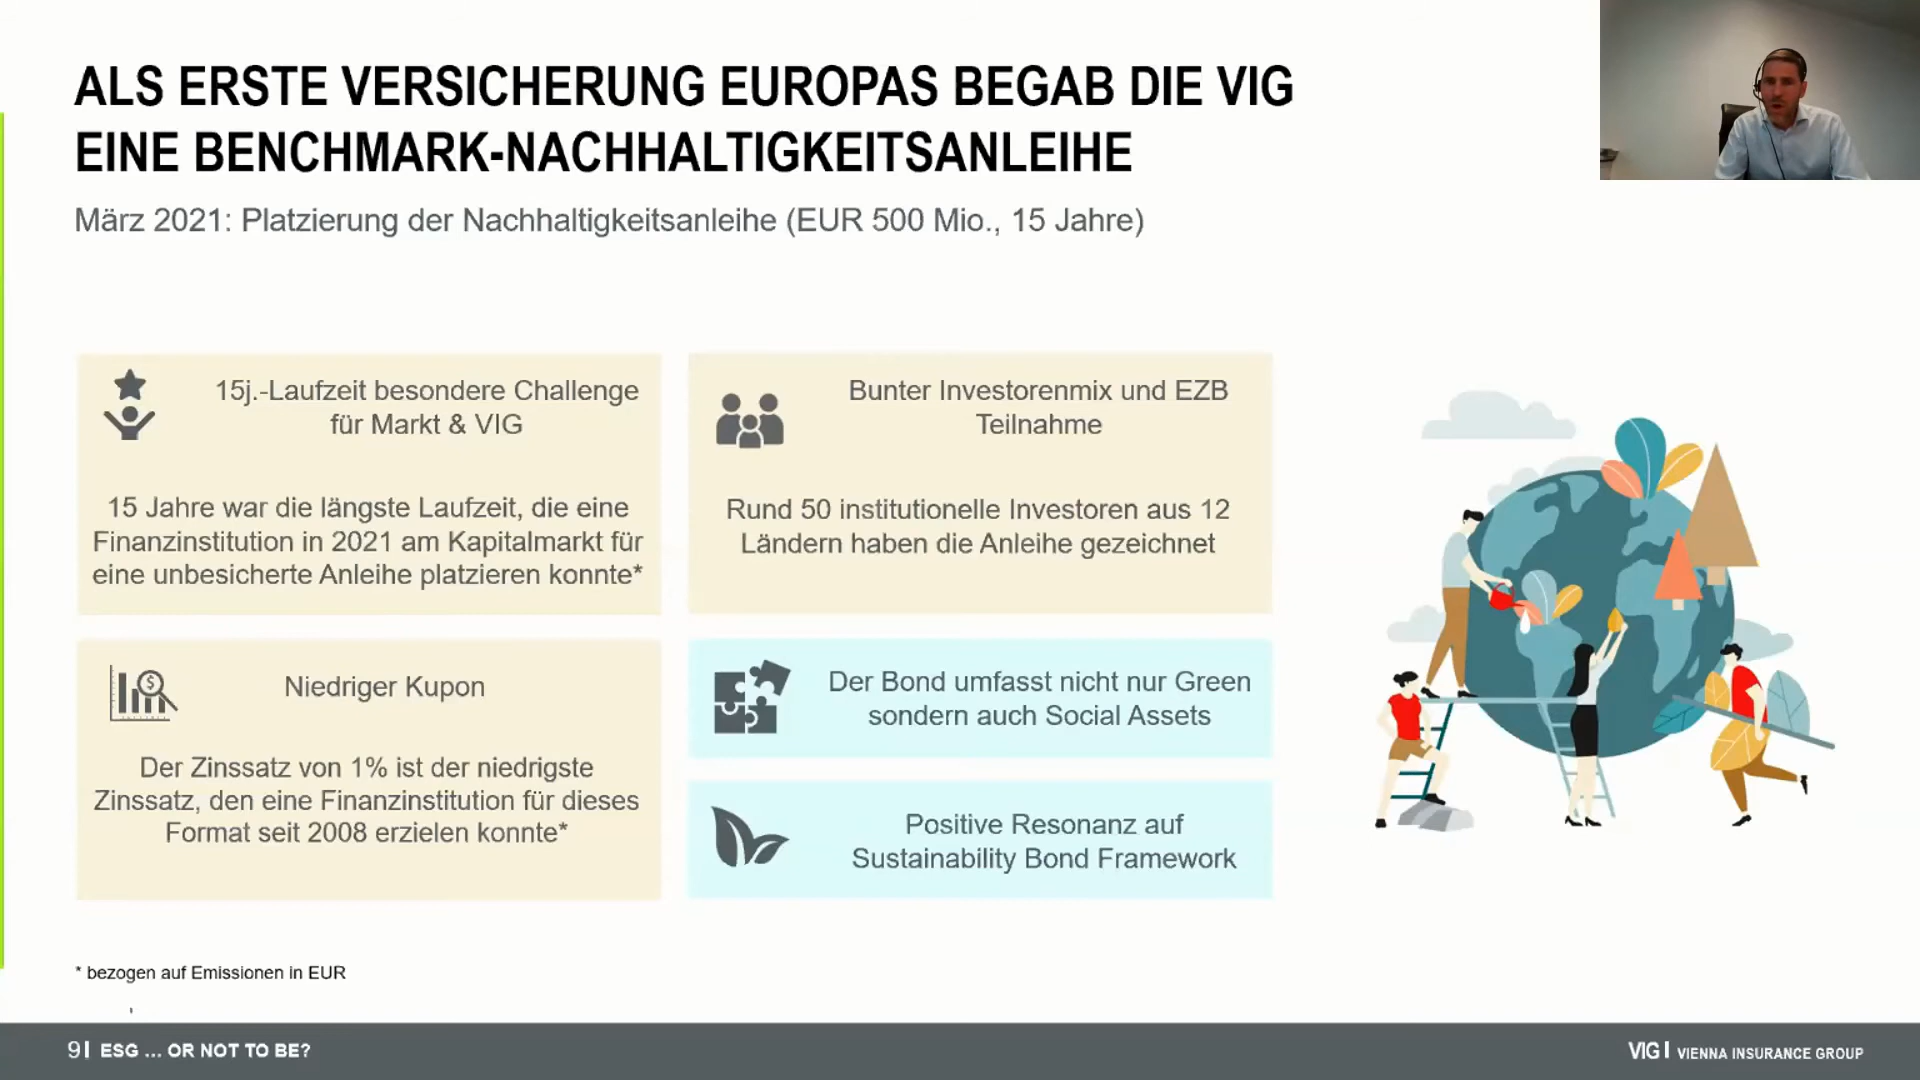 ALS ERSTE VERSICHERUNG EUROPAS BEGAB DIE VIG
EINE BENCHMARK-NACHHALTIGKEITSANLEIHE
März 2021: Platzierung der Nachhaltigkeitsanleihe (EUR 500 Mio., 15 Jahre)
15j.-Laufzeit besondere Challenge
für Markt & VIG
15 Jahre war die längste Laufzeit, die eine
Finanzinstitution in 2021 am Kapitalmarkt für
eine unbesicherte Anleihe platzieren konnte*
Bunter Investorenmix und EZB
Teilnahme
Rund 50 institutionelle Investoren aus 12
Ländern haben die Anleihe gezeichnet
Niedriger Kupon
Der Zinssatz von 1% ist der niedrigste
Zinssatz, den eine Finanzinstitution für dieses
Format seit 2008 erzielen konnte*
Der Bond umfasst nicht nur Green
sondern auch Social Assets
Positive Resonanz auf
Sustainability Bond Framework
* bezogen auf Emissionen in EUR
9| ESG ... OR NOT TO BE?
VIG | VIENNA INSURANCE GROUP